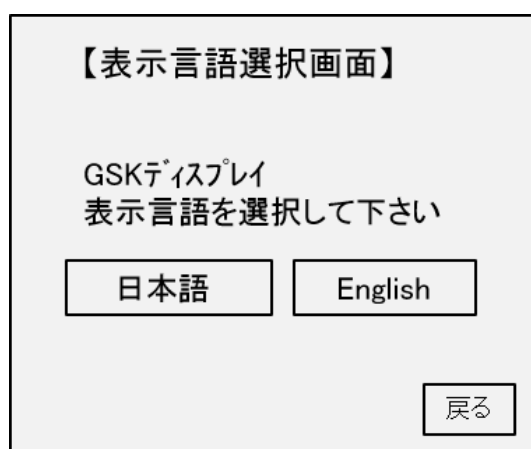 【表示言語選択画面】
GSKディスプレイ
表示言語を選択して下さい
日本語
English
戻る